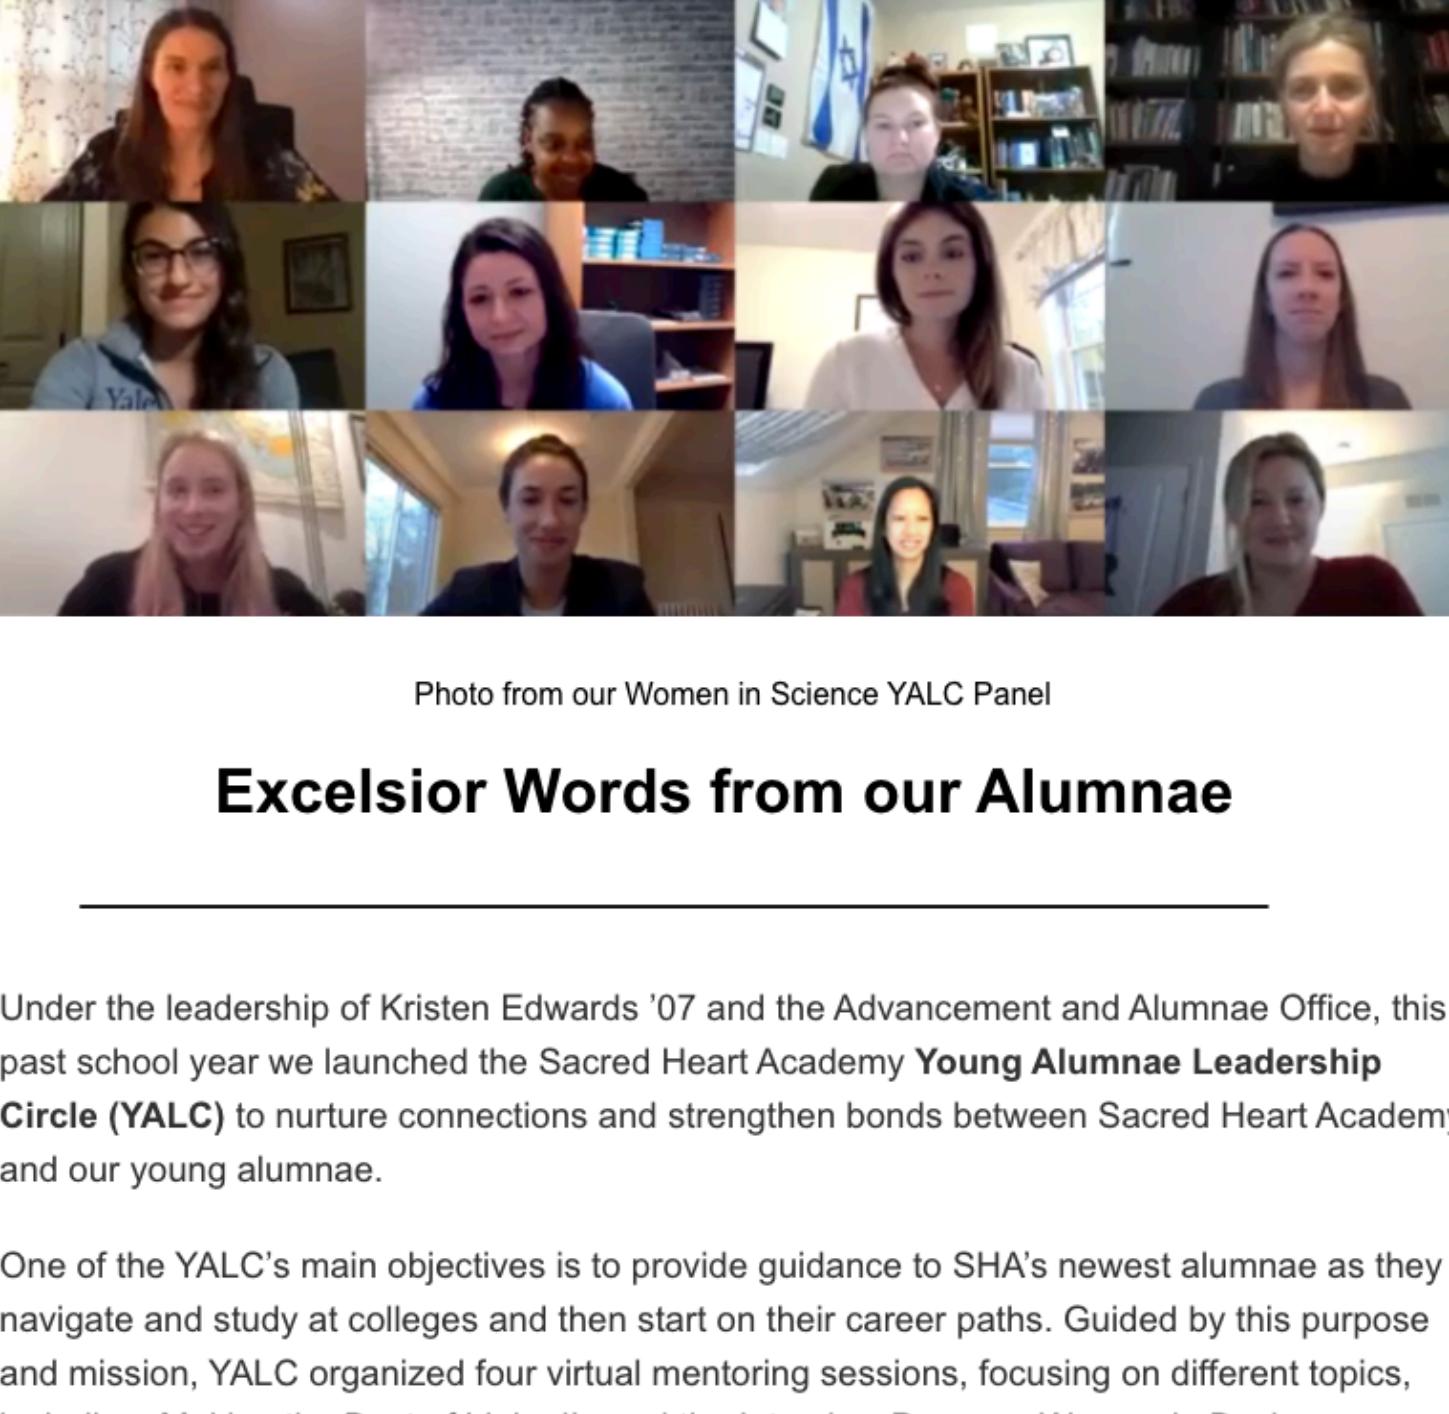 Yale
Photo from our Women in Science YALC Panel
Excelsior Words from our Alumnae
Under the leadership of Kristen Edwards ’07 and the Advancement and Alumnae Office, this
past school year we launched the Sacred Heart Academy Young Alumnae Leadership
Circle (YALC) to nurture connections and strengthen bonds between Sacred Heart Academy
and our young alumnae.
One of the YALC’s main objectives is to provide guidance to SHA’s newest alumnae as they
navigate and study at colleges and then start on their career paths. Guided by this purpose
and mission, YALC organized four virtual mentoring sessions, focusing on different topics,